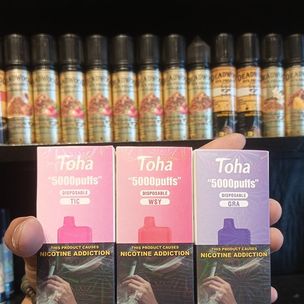 DEADWOOD
Toha
"5000puffs"
DISPOSABLE
TIC
THIS PRODUCT CAUSES
NICOTINE ADDICTION
Toha
"5000puffs"
DISPOSABLE
WSY
THIS PRODUCT CAUSES
NICOTINE ADDICTION
Toha
"5000puffs"
DISPOSABLE
GRA
THIS PRODUCT CAUSES
NICOTINE ADDICTION